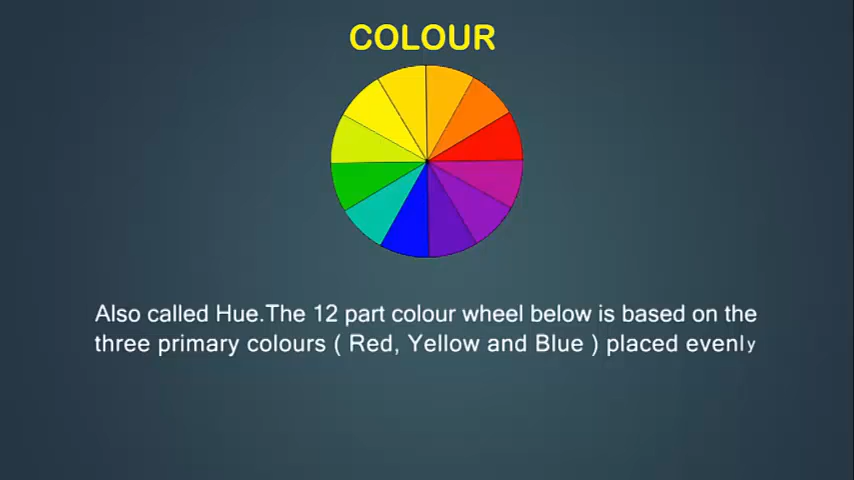 COLOUR
Also called Hue.The 12 part colour wheel below is based on the
three primary colours ( Red, Yellow and Blue ) placed evenly